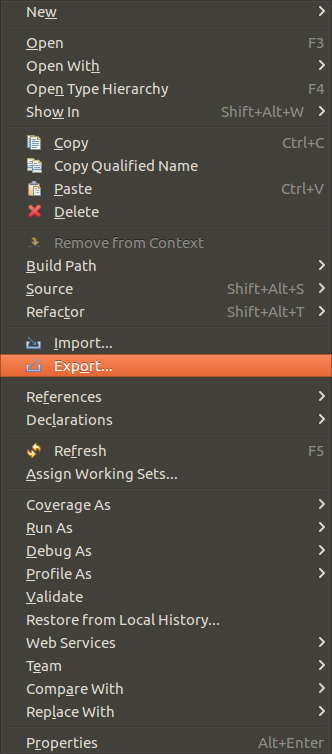 New
Open F3
Open With
Open Type Hierarchy F4
Show In Shift+Alt+W
Copy Ctrl+C
Copy Qualified Name
Paste Ctrl+V
Delete
Remove from Context
Build Path
Source Shift+Alt+S
Refactor Shift+Alt+T
Import...
Export...
References
Declarations
Refresh F5
Assign Working Sets...
Coverage As
Run As
Debug As
Profile As
Validate
Restore from Local History...
Web Services
Team
Compare With
Replace With
Properties Alt+Enter